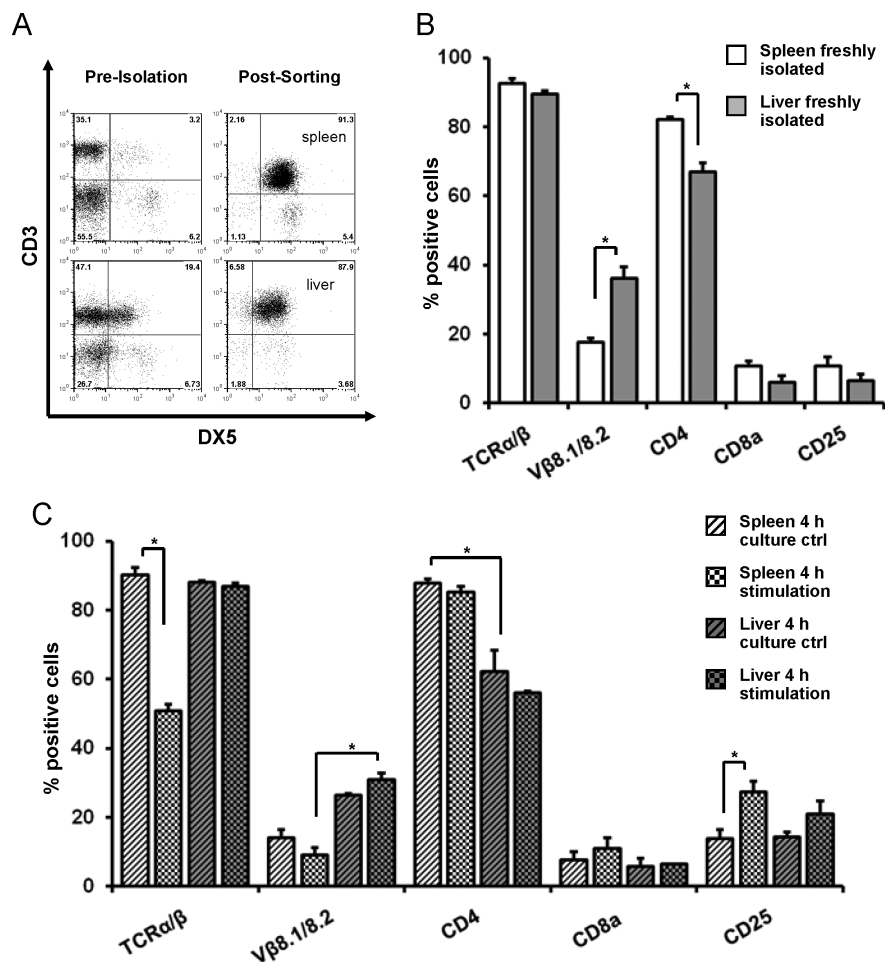 A
Pre-Isolation
Post-Sorting
35.1
3.2
2.16
91.3
spleen
55.5
6.2
1.13
5.4
47.1
19.4
6.58
87.9
liver
26.7
6.73
1.88
3.68
CD3
DX5
B
Spleen freshly
isolated
Liver freshly
isolated
% positive cells
100
80
60
40
20
0
*
*
TCRα/β
Vβ8.1/8.2
CD4
CD8a
CD25
C
Spleen 4 h
culture ctrl
Spleen 4 h
stimulation
Liver 4 h
culture ctrl
Liver 4 h
stimulation
% positive cells
100
80
60
40
20
0
*
*
*
*
TCRα/β
Vβ8.1/8.2
CD4
CD8a
CD25